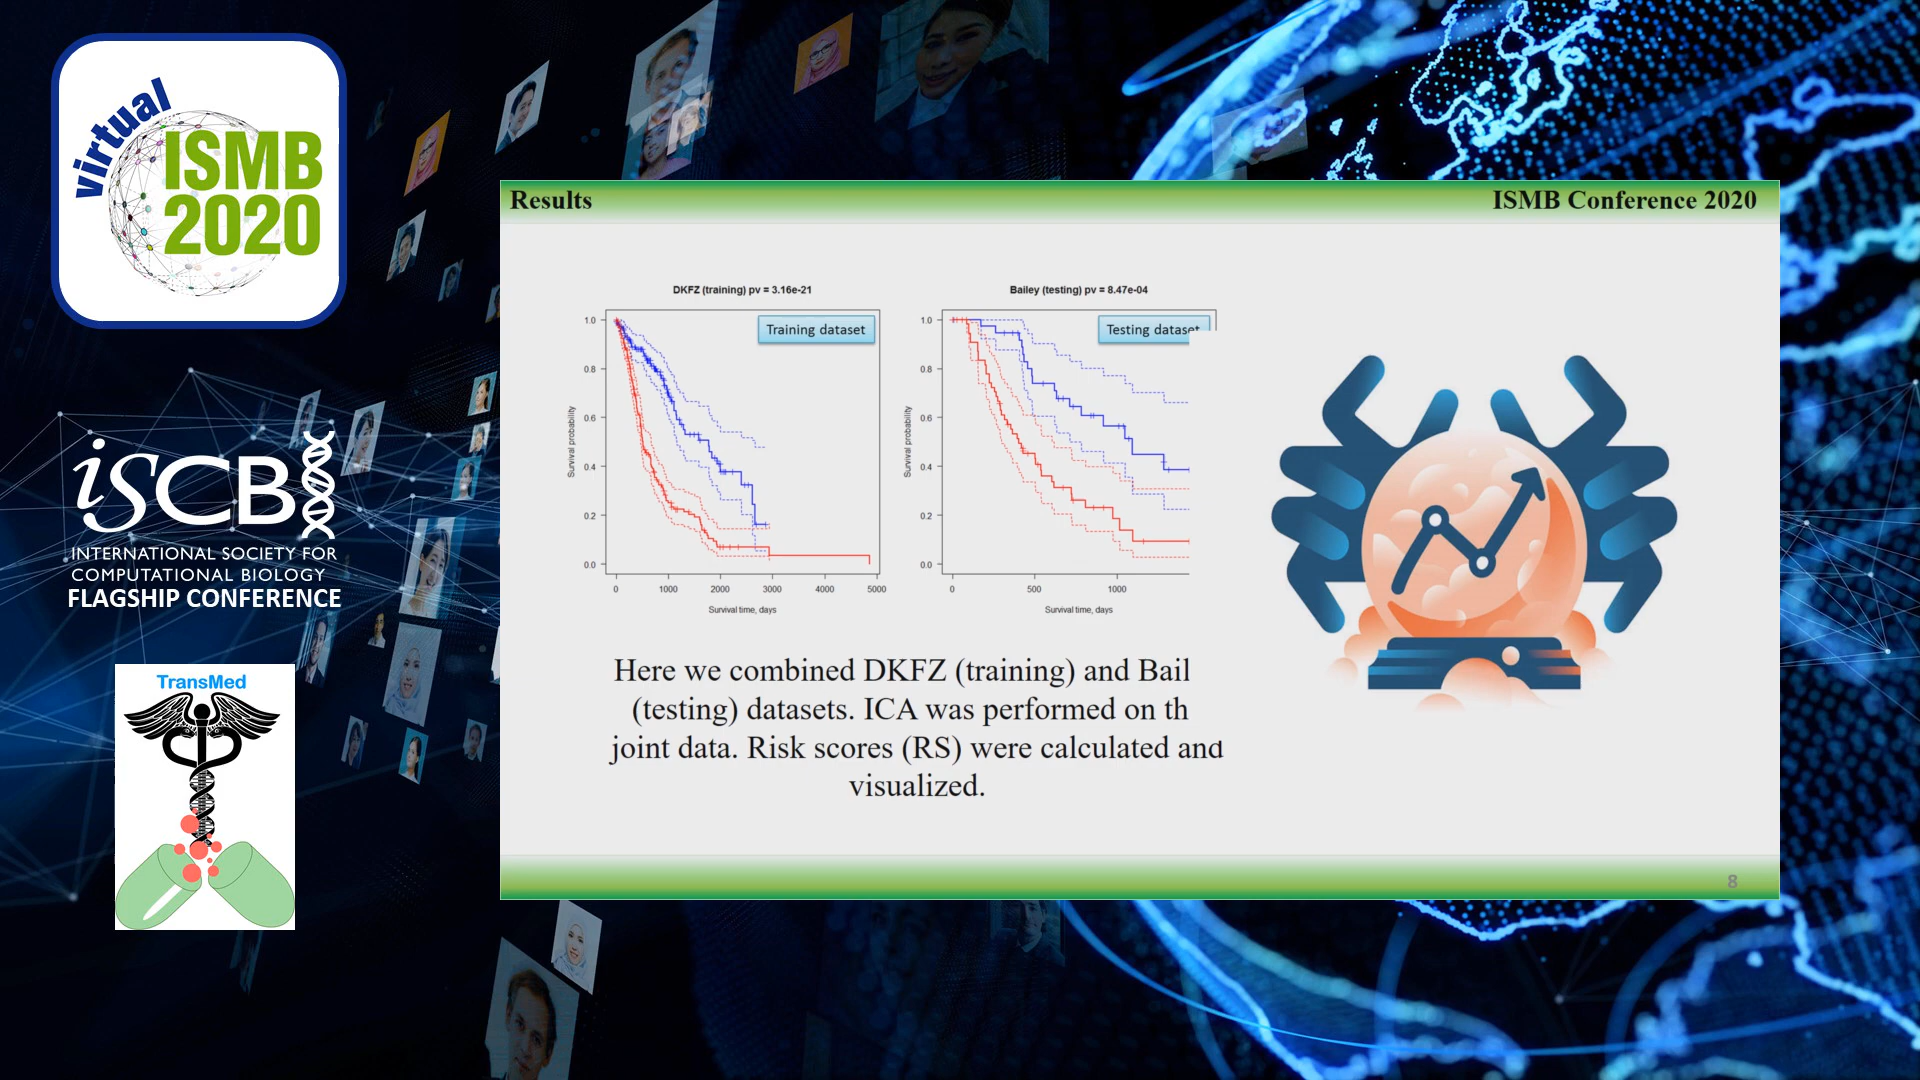 virtual
ISMB
2020
iSCB
INTERNATIONAL SOCIETY FOR
COMPUTATIONAL BIOLOGY
FLAGSHIP CONFERENCE
TransMed
Results
ISMB Conference 2020
DKFZ (training) pv = 3.16e-21
Training dataset
1.0
0.8
0.6
0.4
0.2
0.0
Survival probability
0 1000 2000 3000 4000 5000
Survival time, days
Bailey (testing) pv = 8.47e-04
Testing dataset
1.0
0.8
0.6
0.4
0.2
0.0
Survival probability
0 500 1000
Survival time, days
Here we combined DKFZ (training) and Bail
(testing) datasets. ICA was performed on th
joint data. Risk scores (RS) were calculated and
visualized.
8